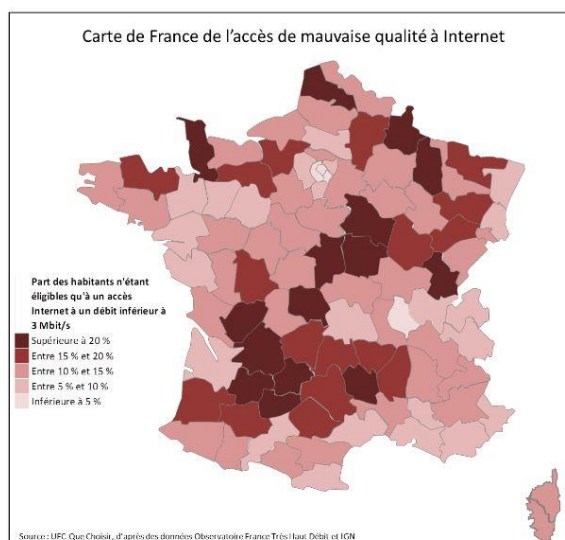 Carte de France de l'accès de mauvaise qualité à Internet
Part des habitants n'étant
éligibles qu'à un accès
Internet à un débit inférieur à
3 Mbit/s
Supérieure à 20 %
Entre 15 % et 20 %
Entre 10 % et 15 %
Entre 5 % et 10 %
Inférieure à 5 %
Source : UFC Que Choisir, d'après des données Observatoire France Très Haut Débit et IGN